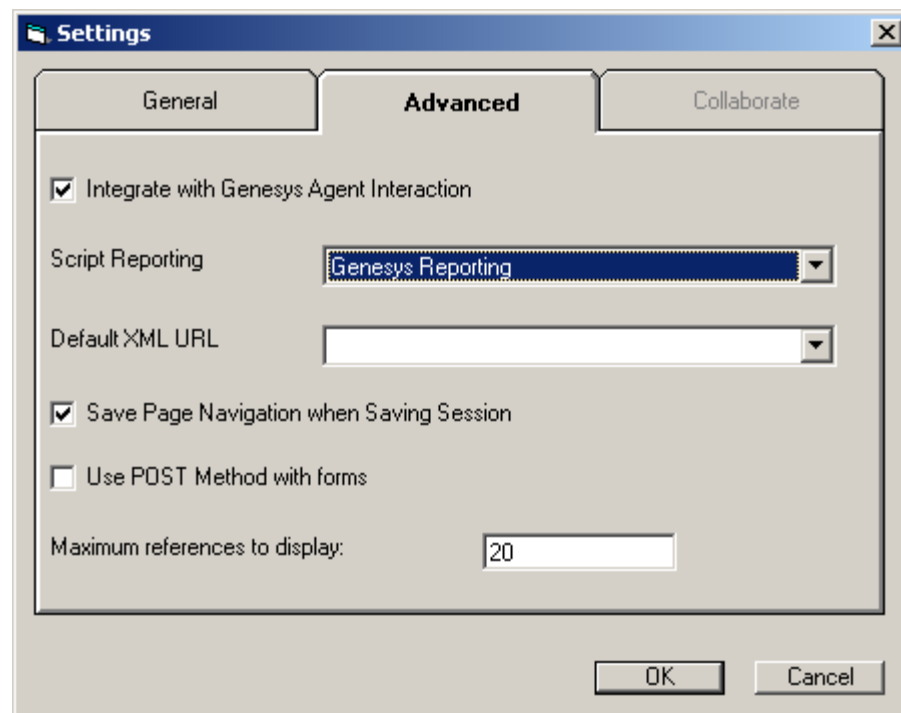 Settings
General Advanced Collaborate
Integrate with Genesys Agent Interaction
Script Reporting Genesys Reporting
Default XML URL
Save Page Navigation when Saving Session
Use POST Method with forms
Maximum references to display: 20
OK Cancel